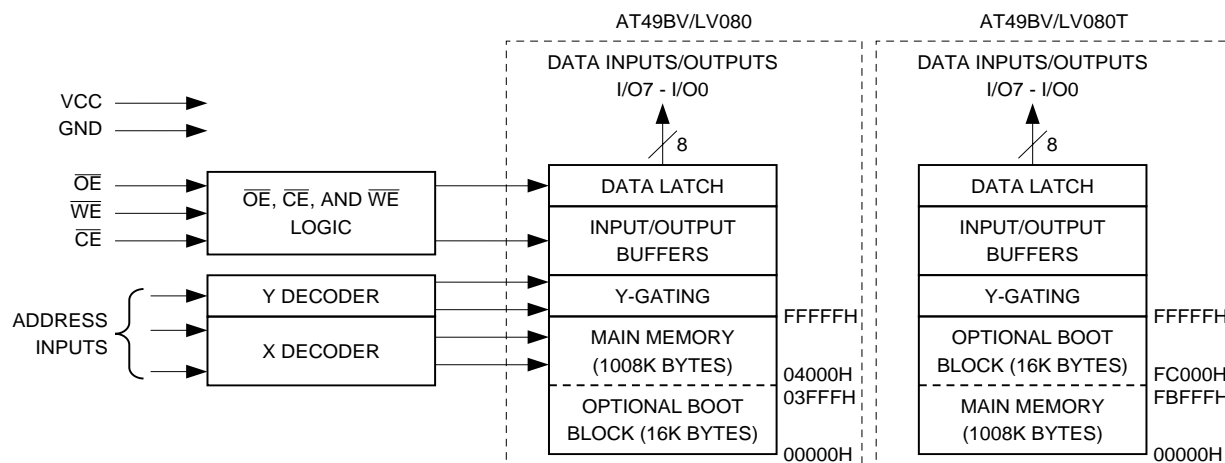 AT49BV/LV080
AT49BV/LV080T
DATA INPUTS/OUTPUTS
I/O7 - I/O0
8
DATA INPUTS/OUTPUTS
I/O7 - I/O0
8
VCC
GND
OE
WE
CE
OE, CE, AND WE
LOGIC
ADDRESS
INPUTS
Y DECODER
X DECODER
DATA LATCH
INPUT/OUTPUT
BUFFERS
Y-GATING
MAIN MEMORY
(1008K BYTES)
OPTIONAL BOOT
BLOCK (16K BYTES)
FFFFFH
04000H
03FFFH
00000H
DATA LATCH
INPUT/OUTPUT
BUFFERS
Y-GATING
OPTIONAL BOOT
BLOCK (16K BYTES)
MAIN MEMORY
(1008K BYTES)
FFFFFH
FC000H
FBFFFH
00000H